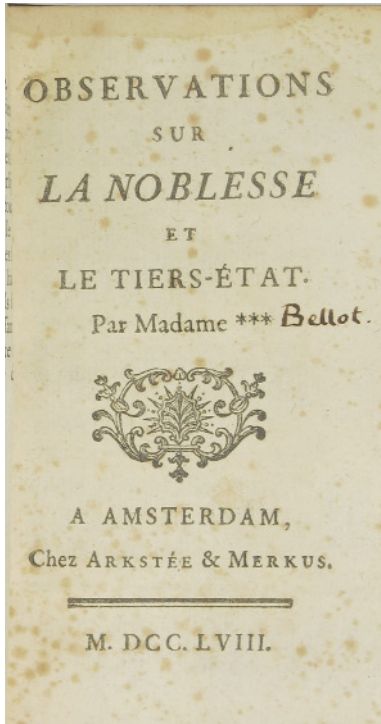 OBSERVATIONS
SUR
LA NOBLESSE
ET
LE TIERS-ÉTAT.
Par Madame *** Bellot.
A AMSTERDAM,
Chez ARKSTÉE & MERKUS.
M. DCC. LVIII.